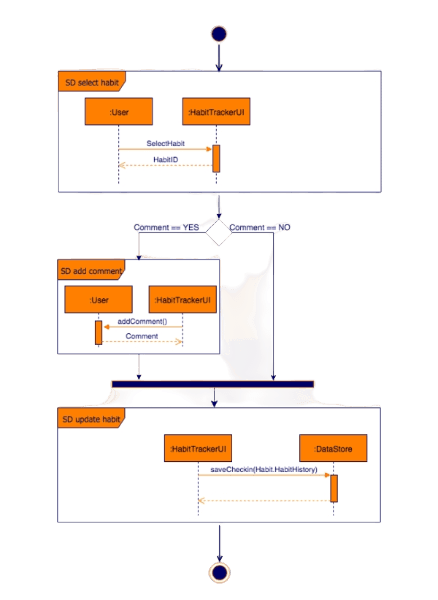 SD select habit
:User
:HabitTrackerUI
SelectHabit
HabitID
Comment == YES
Comment == NO
SD add comment
:User
:HabitTrackerUI
addComment()
Comment
SD update habit
:HabitTrackerUI
:DataStore
saveCheckin(Habit.HabitHistory)